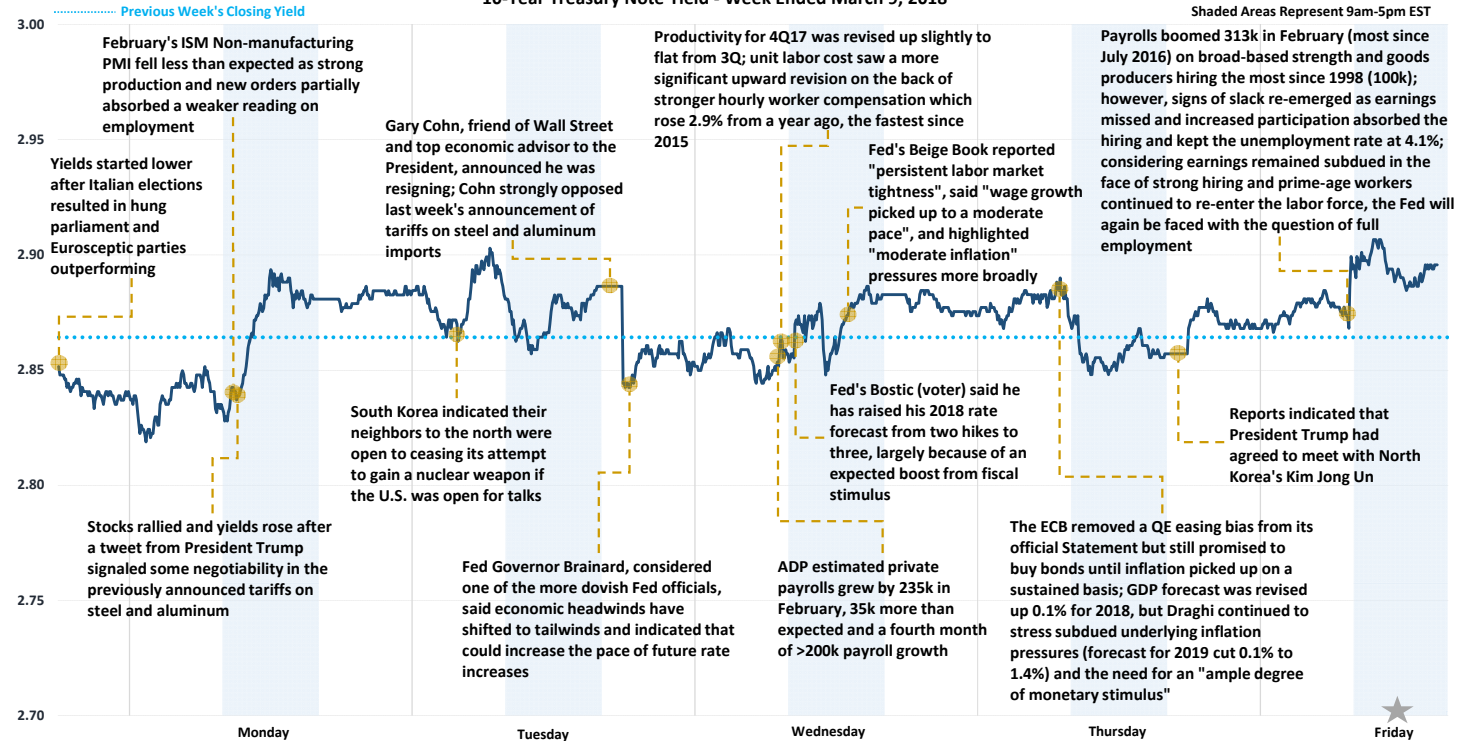 10-Year Treasury Note Yield - Week Ended March 9, 2018
Previous Week's Closing Yield
Shaded Areas Represent 9am-5pm EST
3.00
2.95
2.90
2.85
2.80
2.75
2.70
February's ISM Non-manufacturing
PMI fell less than expected as strong
production and new orders partially
absorbed a weaker reading on
employment
Yields started lower
after Italian elections
resulted in hung
parliament and
Eurosceptic parties
outperforming
Gary Cohn, friend of Wall Street
and top economic advisor to the
President, announced he was
resigning; Cohn strongly opposed
last week's announcement of
tariffs on steel and aluminum
imports
Productivity for 4Q17 was revised up slightly to
flat from 3Q; unit labor cost saw a more
significant upward revision on the back of
stronger hourly worker compensation which
rose 2.9% from a year ago, the fastest since
2015
Fed's Beige Book reported
"persistent labor market
tightness", said "wage growth
picked up to a moderate
pace", and highlighted
"moderate inflation"
pressures more broadly
Payrolls boomed 313k in February (most since
July 2016) on broad-based strength and goods
producers hiring the most since 1998 (100k);
however, signs of slack re-emerged as earnings
missed and increased participation absorbed the
hiring and kept the unemployment rate at 4.1%;
considering earnings remained subdued in the
face of strong hiring and prime-age workers
continued to re-enter the labor force, the Fed will
again be faced with the question of full
employment
South Korea indicated their
neighbors to the north were
open to ceasing its attempt
to gain a nuclear weapon if
the U.S. was open for talks
Fed's Bostic (voter) said he
has raised his 2018 rate
forecast from two hikes to
three, largely because of an
expected boost from fiscal
stimulus
Reports indicated that
President Trump had
agreed to meet with North
Korea's Kim Jong Un
Stocks rallied and yields rose after
a tweet from President Trump
signaled some negotiability in the
previously announced tariffs on
steel and aluminum
Fed Governor Brainard, considered
one of the more dovish Fed officials,
said economic headwinds have
shifted to tailwinds and indicated that
could increase the pace of future rate
increases
ADP estimated private
payrolls grew by 235k in
February, 35k more than
expected and a fourth month
of >200k payroll growth
The ECB removed a QE easing bias from its
official Statement but still promised to
buy bonds until inflation picked up on a
sustained basis; GDP forecast was revised
up 0.1% for 2018, but Draghi continued to
stress subdued underlying inflation
pressures (forecast for 2019 cut 0.1% to
1.4%) and the need for an "ample degree
of monetary stimulus"
Monday
Tuesday
Wednesday
Thursday
Friday